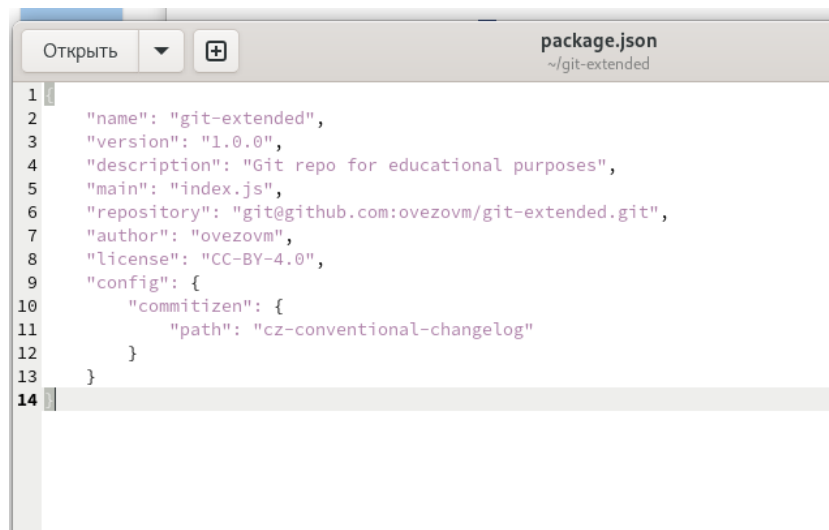 Открыть
package.json
~/git-extended
1 {
2 "name": "git-extended",
3 "version": "1.0.0",
4 "description": "Git repo for educational purposes",
5 "main": "index.js",
6 "repository": "git@github.com:ovezovm/git-extended.git",
7 "author": "ovezovm",
8 "license": "CC-BY-4.0",
9 "config": {
10 "commitizen": {
11 "path": "cz-conventional-changelog"
12 }
13 }
14 }